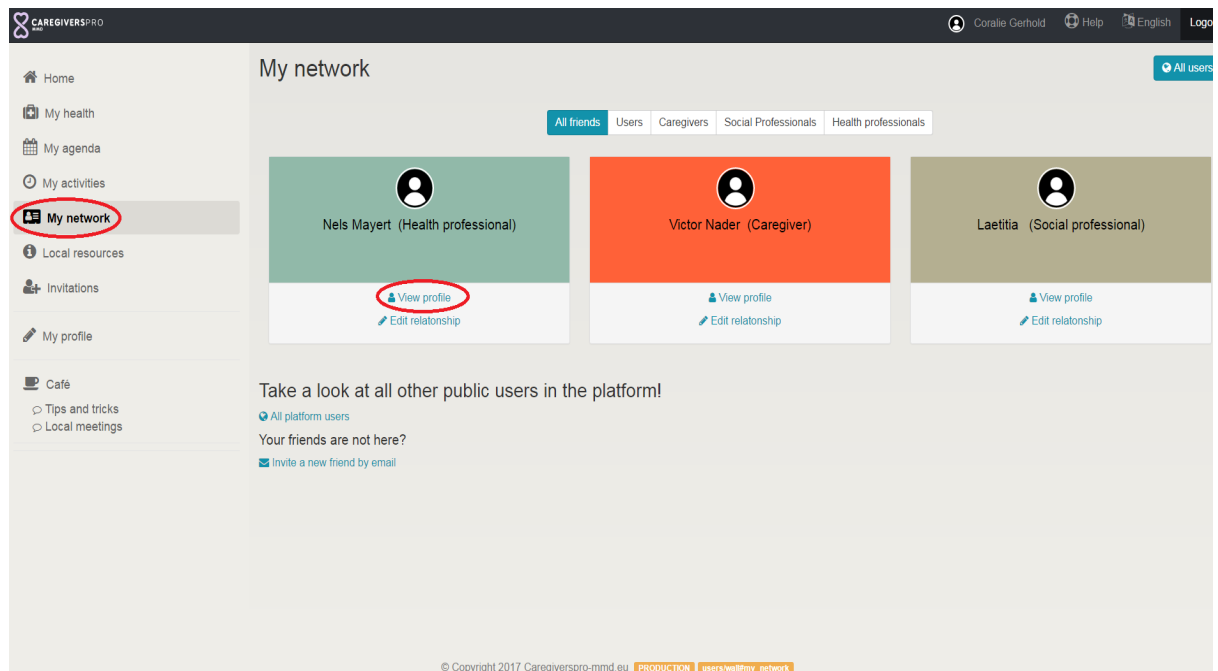 CAREGIVERSPRO
MMD
Coralie Gerhold Help English Logo
Home
My health
My agenda
My activities
My network
Local resources
Invitations
My profile
Café
Tips and tricks
Local meetings
My network
All users
All friends Users Caregivers Social Professionals Health professionals
Nels Mayert (Health professional)
View profile
Edit relatonship
Victor Nader (Caregiver)
View profile
Edit relatonship
Laetitia (Social professional)
View profile
Edit relatonship
Take a look at all other public users in the platform!
All platform users
Your friends are not here?
Invite a new friend by email
© Copyright 2017 Caregiverspro-mmd.eu PRODUCTION users/wall#my_network